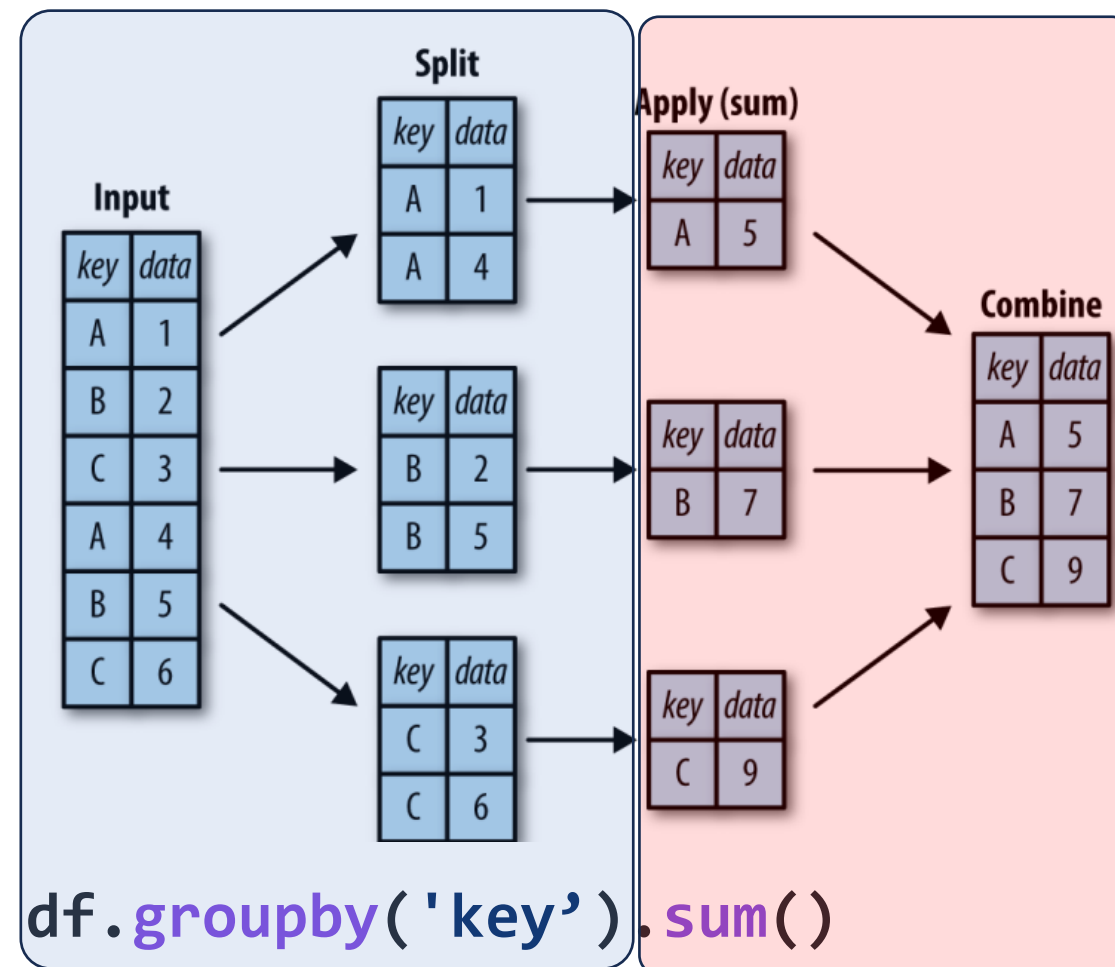 Input
key data
A 1
B 2
C 3
A 4
B 5
C 6
Split
key data
A 1
A 4
key data
B 2
B 5
key data
C 3
C 6
Apply (sum)
key data
A 5
key data
B 7
key data
C 9
Combine
key data
A 5
B 7
C 9
df.groupby('key’).sum()